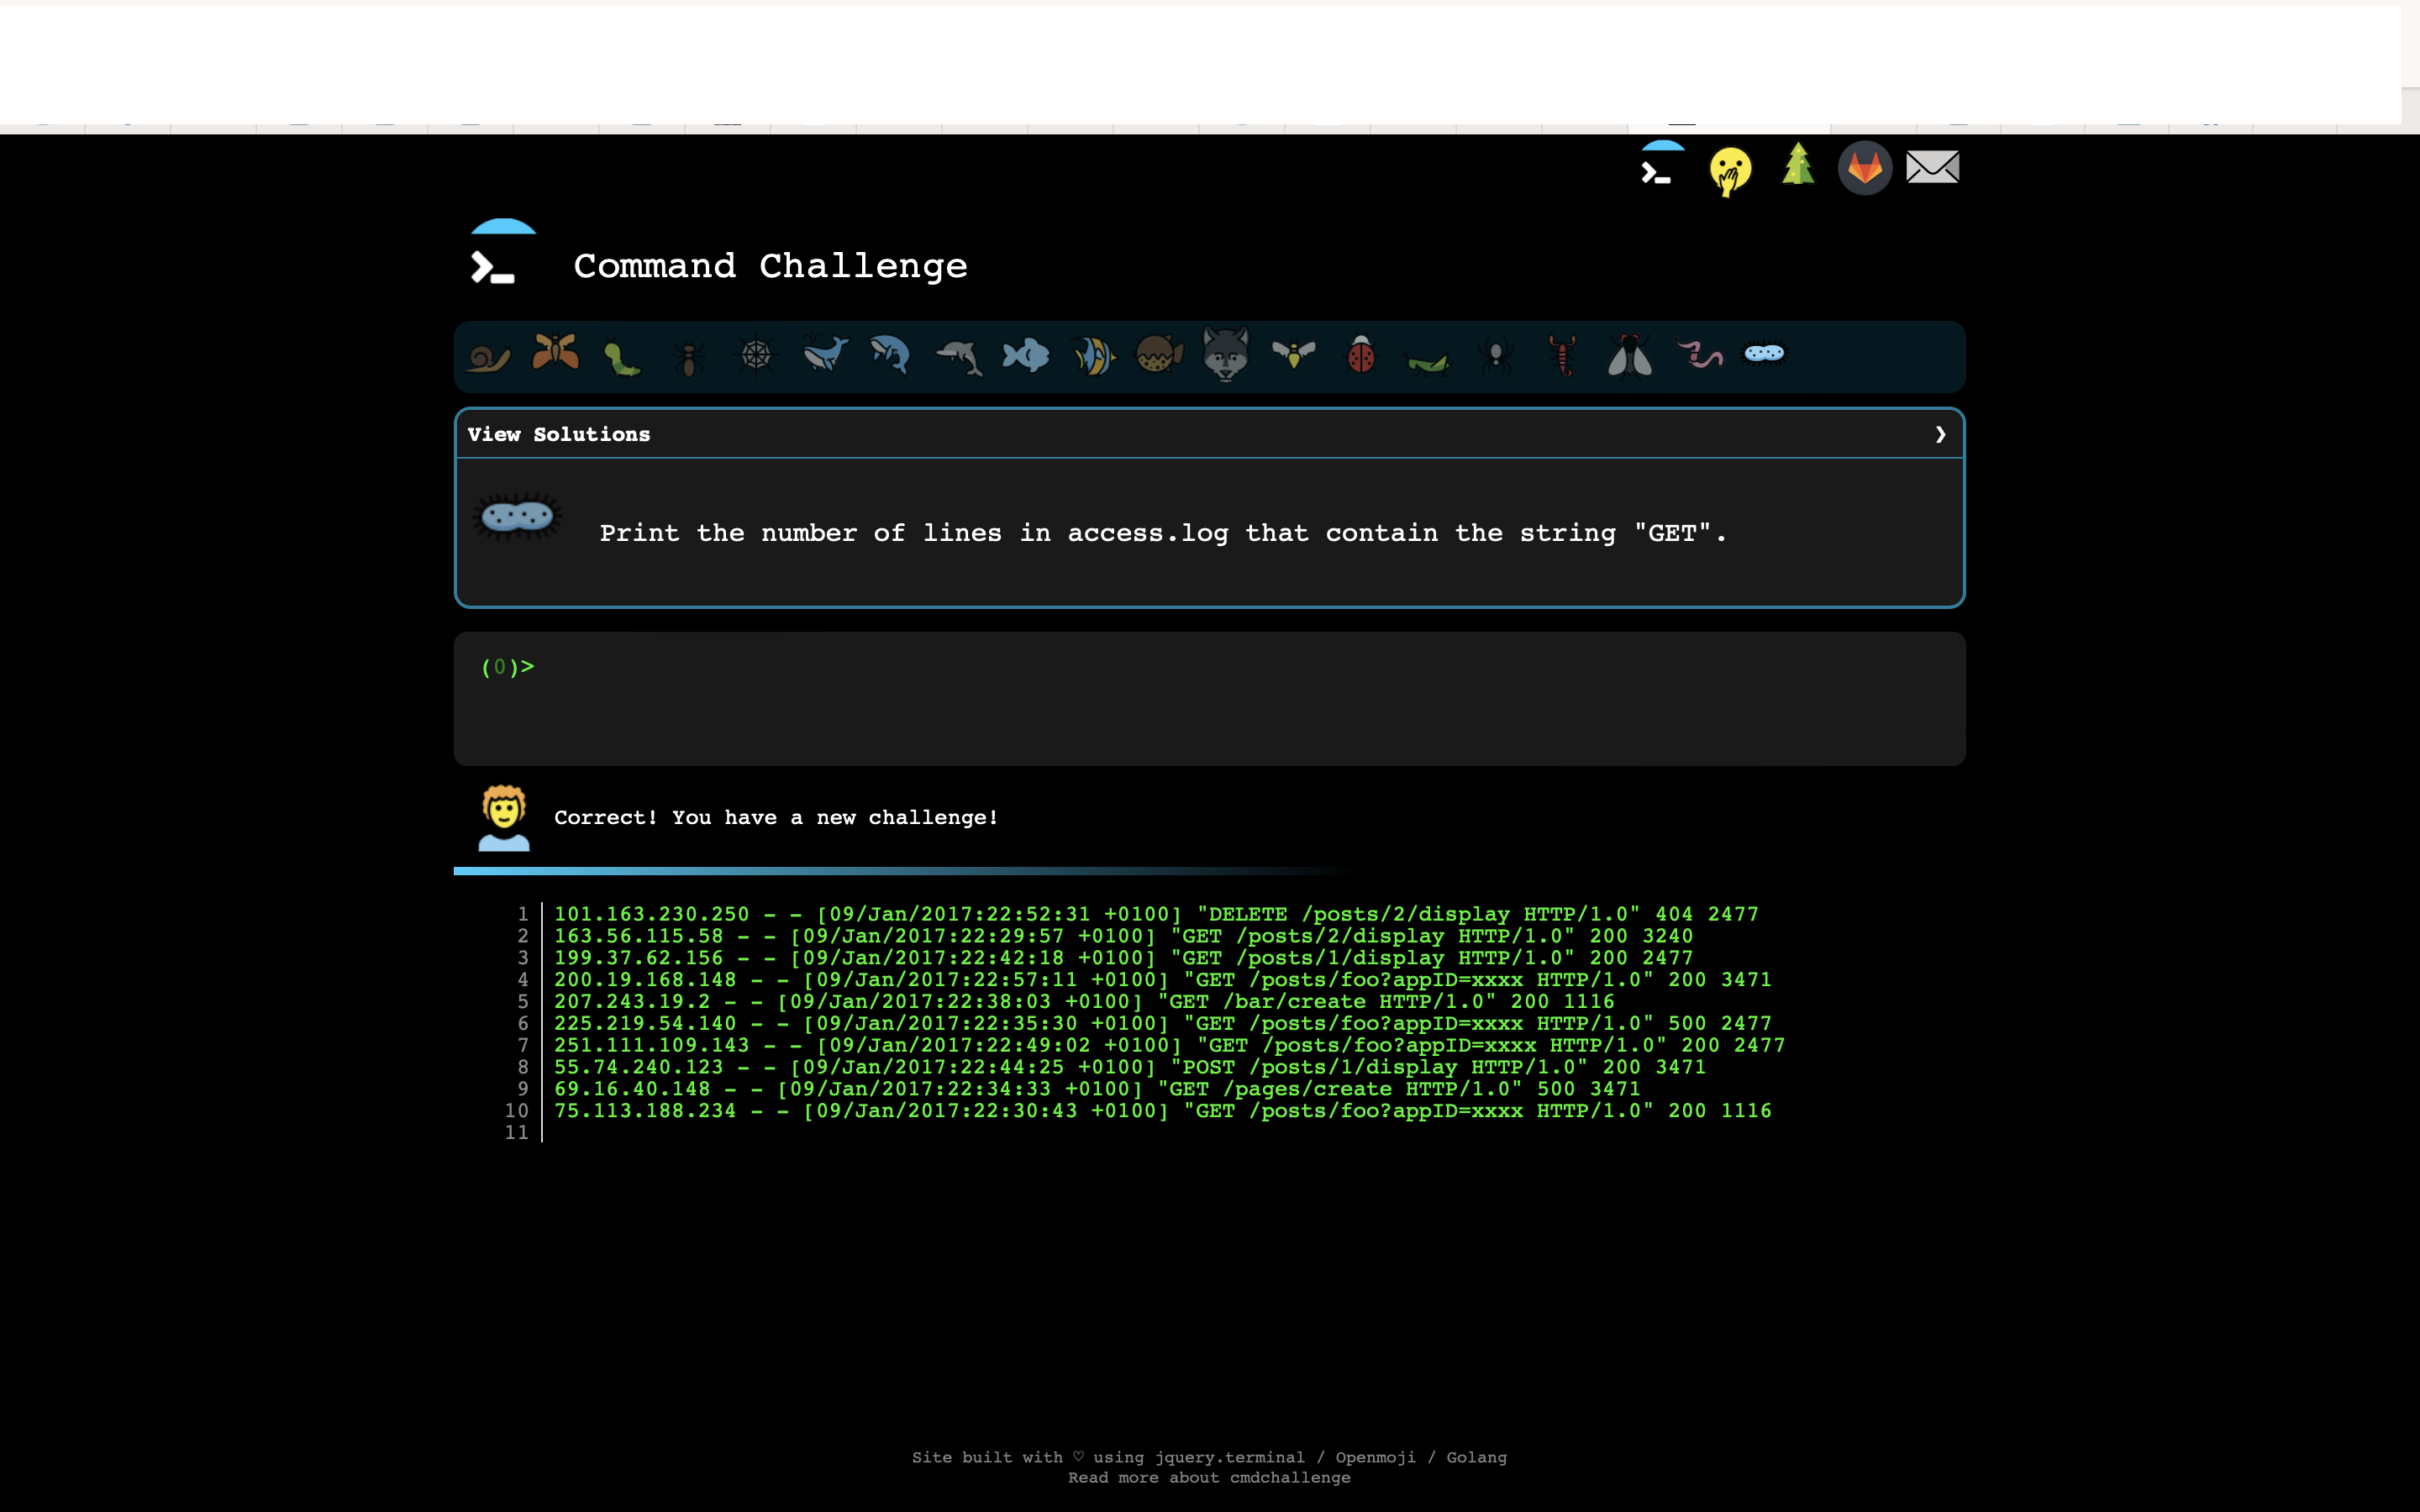 Command Challenge
View Solutions ❯
Print the number of lines in access.log that contain the string "GET".
(0)>
Correct! You have a new challenge!
1 101.163.230.250 - - [09/Jan/2017:22:52:31 +0100] "DELETE /posts/2/display HTTP/1.0" 404 2477
2 163.56.115.58 - - [09/Jan/2017:22:29:57 +0100] "GET /posts/2/display HTTP/1.0" 200 3240
3 199.37.62.156 - - [09/Jan/2017:22:42:18 +0100] "GET /posts/1/display HTTP/1.0" 200 2477
4 200.19.168.148 - - [09/Jan/2017:22:57:11 +0100] "GET /posts/foo?appID=xxxx HTTP/1.0" 200 3471
5 207.243.19.2 - - [09/Jan/2017:22:38:03 +0100] "GET /bar/create HTTP/1.0" 200 1116
6 225.219.54.140 - - [09/Jan/2017:22:35:30 +0100] "GET /posts/foo?appID=xxxx HTTP/1.0" 500 2477
7 251.111.109.143 - - [09/Jan/2017:22:49:02 +0100] "GET /posts/foo?appID=xxxx HTTP/1.0" 200 2477
8 55.74.240.123 - - [09/Jan/2017:22:44:25 +0100] "POST /posts/1/display HTTP/1.0" 200 3471
9 69.16.40.148 - - [09/Jan/2017:22:34:33 +0100] "GET /pages/create HTTP/1.0" 500 3471
10 75.113.188.234 - - [09/Jan/2017:22:30:43 +0100] "GET /posts/foo?appID=xxxx HTTP/1.0" 200 1116
11
Site built with ♡ using jquery.terminal / Openmoji / Golang
Read more about cmdchallenge